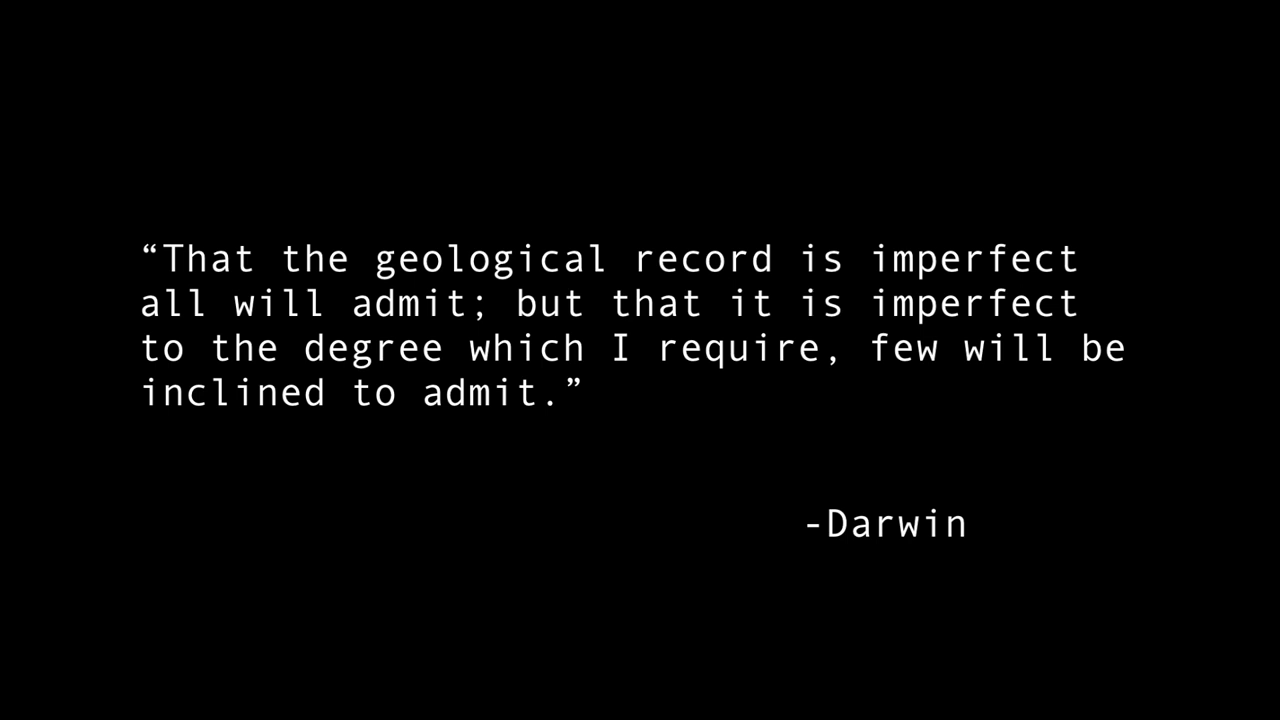 “That the geological record is imperfect
all will admit; but that it is imperfect
to the degree which I require, few will be
inclined to admit.”
-Darwin